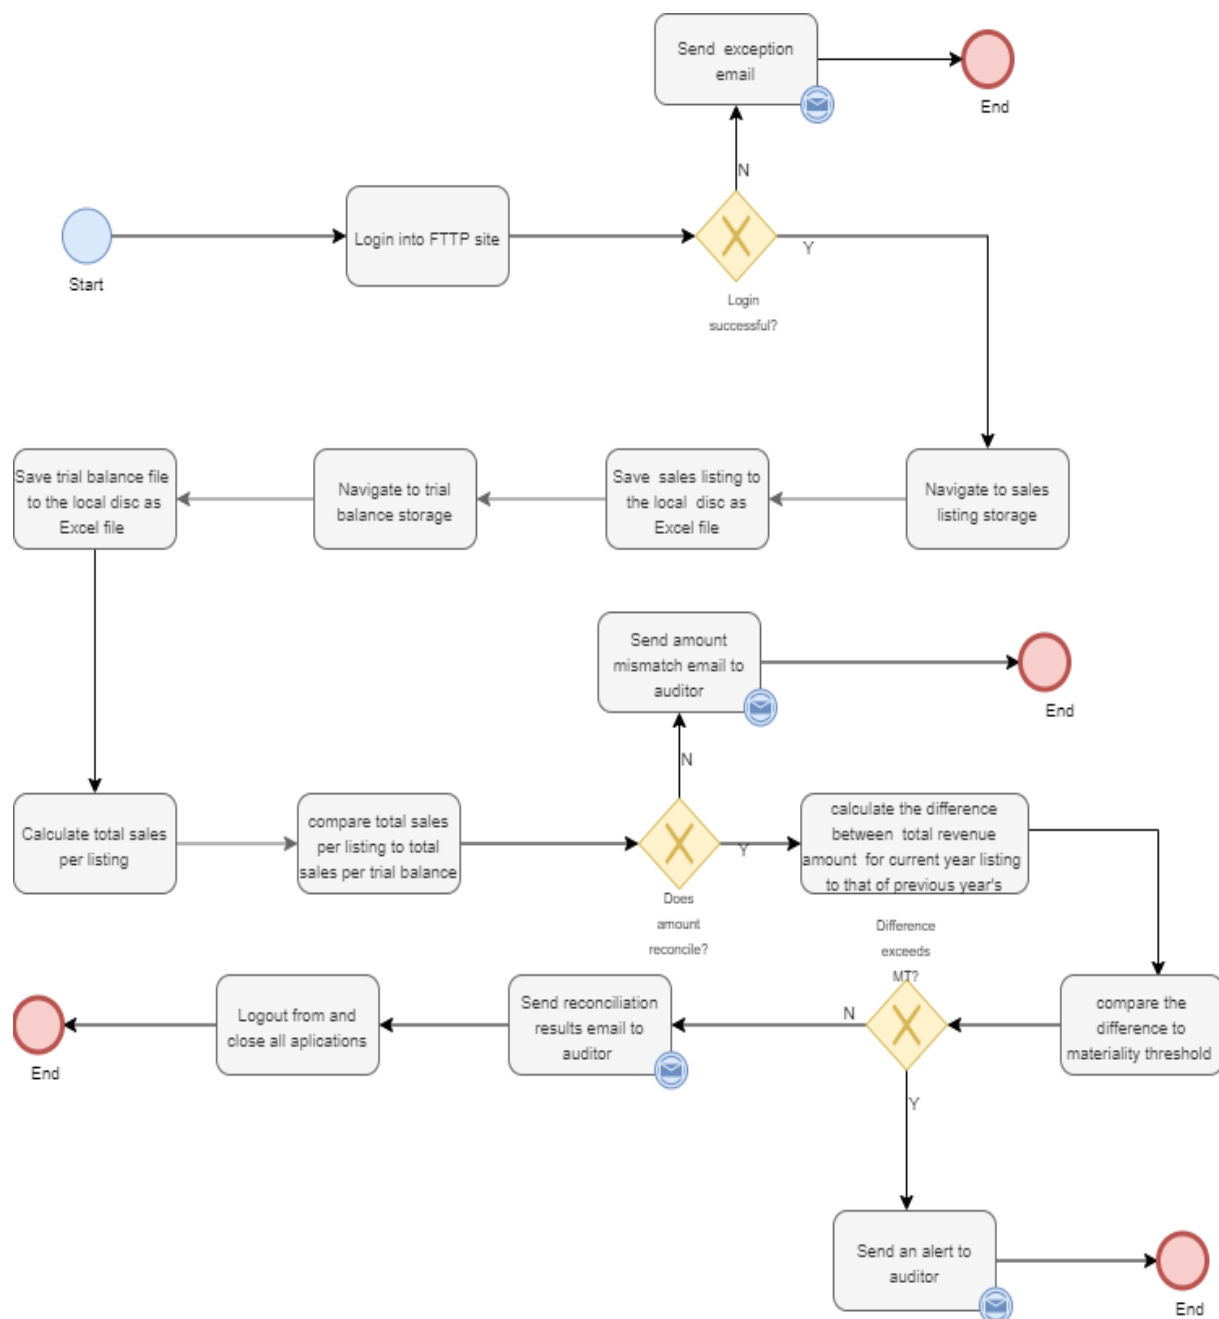 Send  exception
email
End
N
Start
Login into FTTP site
Y
Login
successful?
Save trial balance file
to the local disc as
Excel file
Navigate to trial
balance storage
Save  sales listing to
the local  disc as
Excel file
Navigate to sales
listing storage
Send amount
mismatch email to
auditor
End
N
Calculate total sales
per listing
compare total sales
per listing to total
sales per trial balance
Y
Does
amount
reconcile?
calculate the difference
between  total revenue
amount  for current year listing
to that of previous year's
Difference
exceeds
MT?
compare the
difference to
materiality threshold
N
Send reconciliation
results email to
auditor
Logout from and
close all aplications
End
Y
Send an alert to
auditor
End